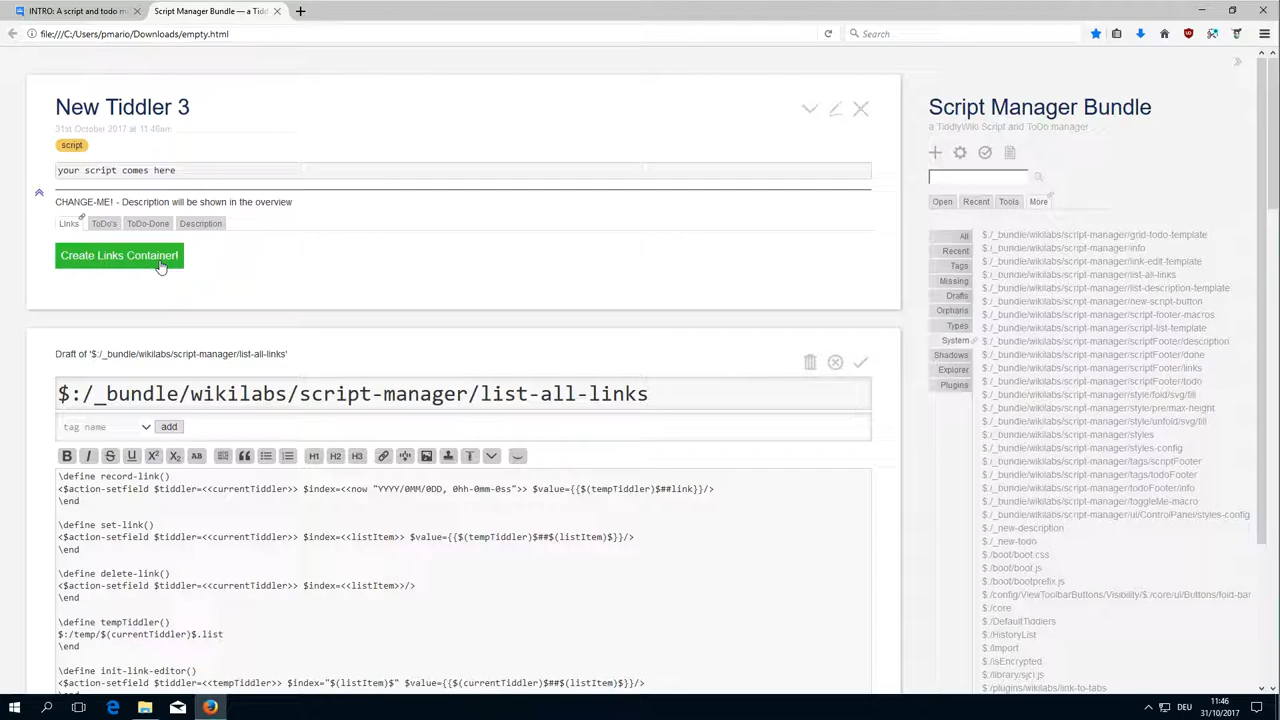 INTRO: A script and todo m
Script Manager Bundle — a Tidd
file:///C:/Users/pmario/Downloads/empty.html
Search
New Tiddler 3
31st October 2017 at 11:46am
script
your script comes here
CHANGE-ME! - Description will be shown in the overview
Links
ToDo's
ToDo-Done
Description
Create Links Container!
Draft of '$:/_bundle/wikilabs/script-manager/list-all-links'
$:/_bundle/wikilabs/script-manager/list-all-links
tag name
add
B I S U X² X₂ AB
H1 H2 H3
\define record-link()
<$action-setfield $tiddler=<<currentTiddler>> $index=<<now "YYYY/0MM/0DD, 0hh-0mm-0ss">> $value={{$(tempTiddler)$##link}}/>
\end
\define set-link()
<$action-setfield $tiddler=<<currentTiddler>> $index=<<listItem>> $value={{$(tempTiddler)$##$(listItem)$}}/>
\end
\define delete-link()
<$action-setfield $tiddler=<<currentTiddler>> $index=<<listItem>>/>
\end
\define tempTiddler()
$:/temp/$(currentTiddler)$.list
\end
\define init-link-editor()
<$action-setfield $tiddler=<<tempTiddler>> $index="$(listItem)$" $value={{$(currentTiddler)$##$(listItem)$}}/>
Script Manager Bundle
a TiddlyWiki Script and ToDo manager
Open
Recent
Tools
More
All
Recent
Tags
Missing
Drafts
Orphans
Types
System
Shadows
Explorer
Plugins
$:/_bundle/wikilabs/script-manager/grid-todo-template
$:/_bundle/wikilabs/script-manager/info
$:/_bundle/wikilabs/script-manager/link-edit-template
$:/_bundle/wikilabs/script-manager/list-all-links
$:/_bundle/wikilabs/script-manager/list-description-template
$:/_bundle/wikilabs/script-manager/new-script-button
$:/_bundle/wikilabs/script-manager/script-footer-macros
$:/_bundle/wikilabs/script-manager/script-list-template
$:/_bundle/wikilabs/script-manager/scriptFooter/description
$:/_bundle/wikilabs/script-manager/scriptFooter/done
$:/_bundle/wikilabs/script-manager/scriptFooter/links
$:/_bundle/wikilabs/script-manager/scriptFooter/todo
$:/_bundle/wikilabs/script-manager/style/fold/svg/fill
$:/_bundle/wikilabs/script-manager/style/pre/max-height
$:/_bundle/wikilabs/script-manager/style/unfold/svg/fill
$:/_bundle/wikilabs/script-manager/styles
$:/_bundle/wikilabs/script-manager/styles-config
$:/_bundle/wikilabs/script-manager/tags/scriptFooter
$:/_bundle/wikilabs/script-manager/tags/todoFooter
$:/_bundle/wikilabs/script-manager/todoFooter/info
$:/_bundle/wikilabs/script-manager/toggleMe-macro
$:/_bundle/wikilabs/script-manager/ui/ControlPanel/styles-config
$:/_new-description
$:/_new-todo
$:/boot/boot.css
$:/boot/boot.js
$:/boot/bootprefix.js
$:/config/ViewToolbarButtons/Visibility/$:/core/ui/Buttons/fold-bar
$:/core
$:/DefaultTiddlers
$:/HistoryList
$:/Import
$:/isEncrypted
$:/library/sjcl.js
$:/plugins/wikilabs/link-to-tabs
DEU
11:46
31/10/2017